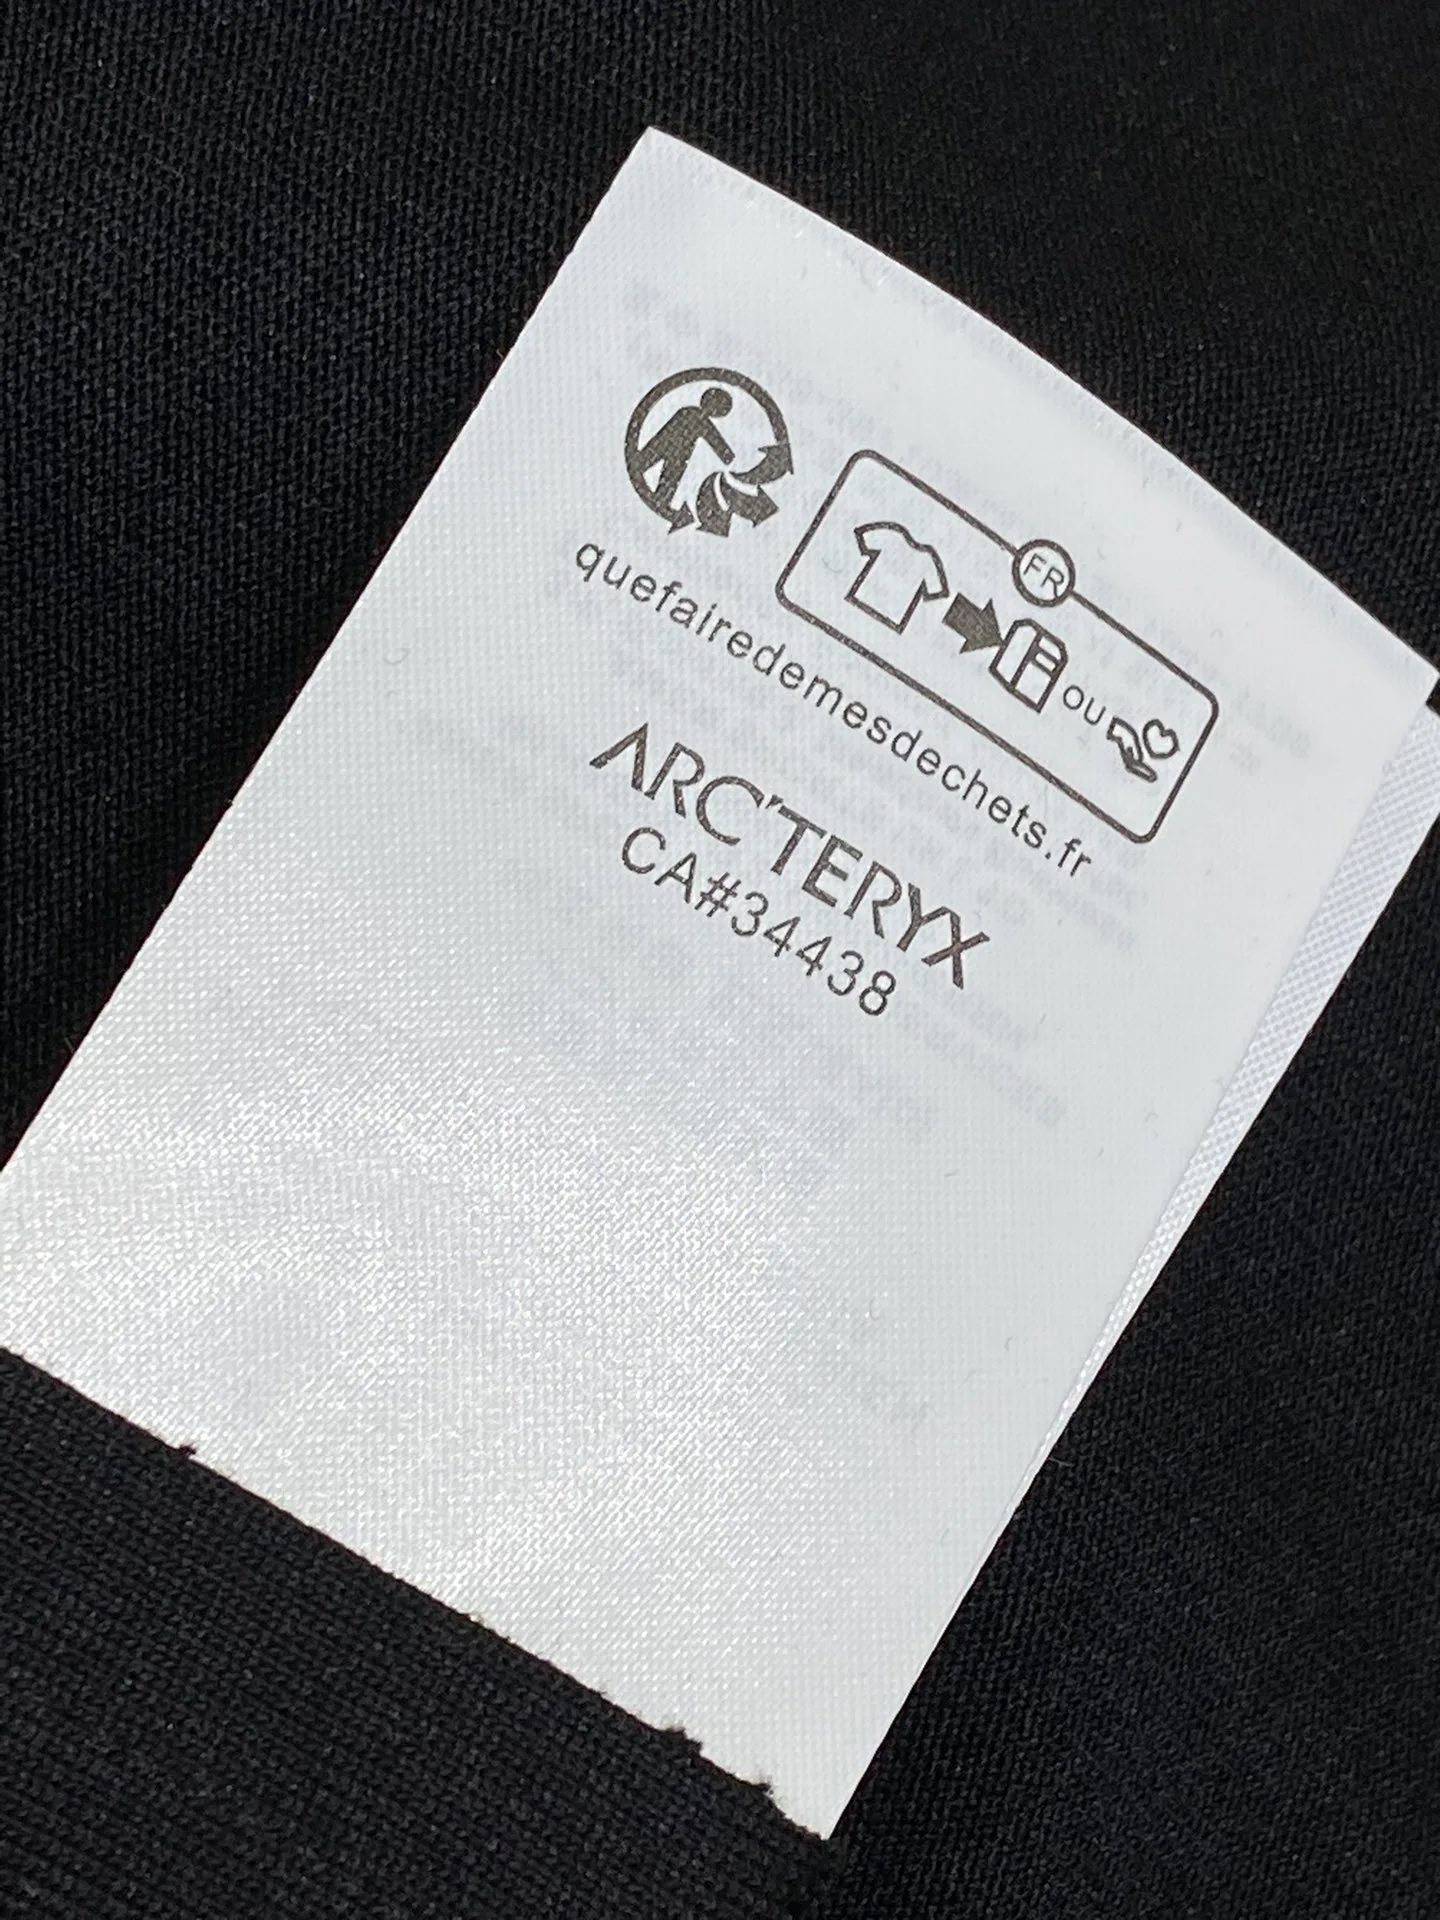 FR
ou
quefairedemesdechets.fr
ARC'TERYX
CA#34438